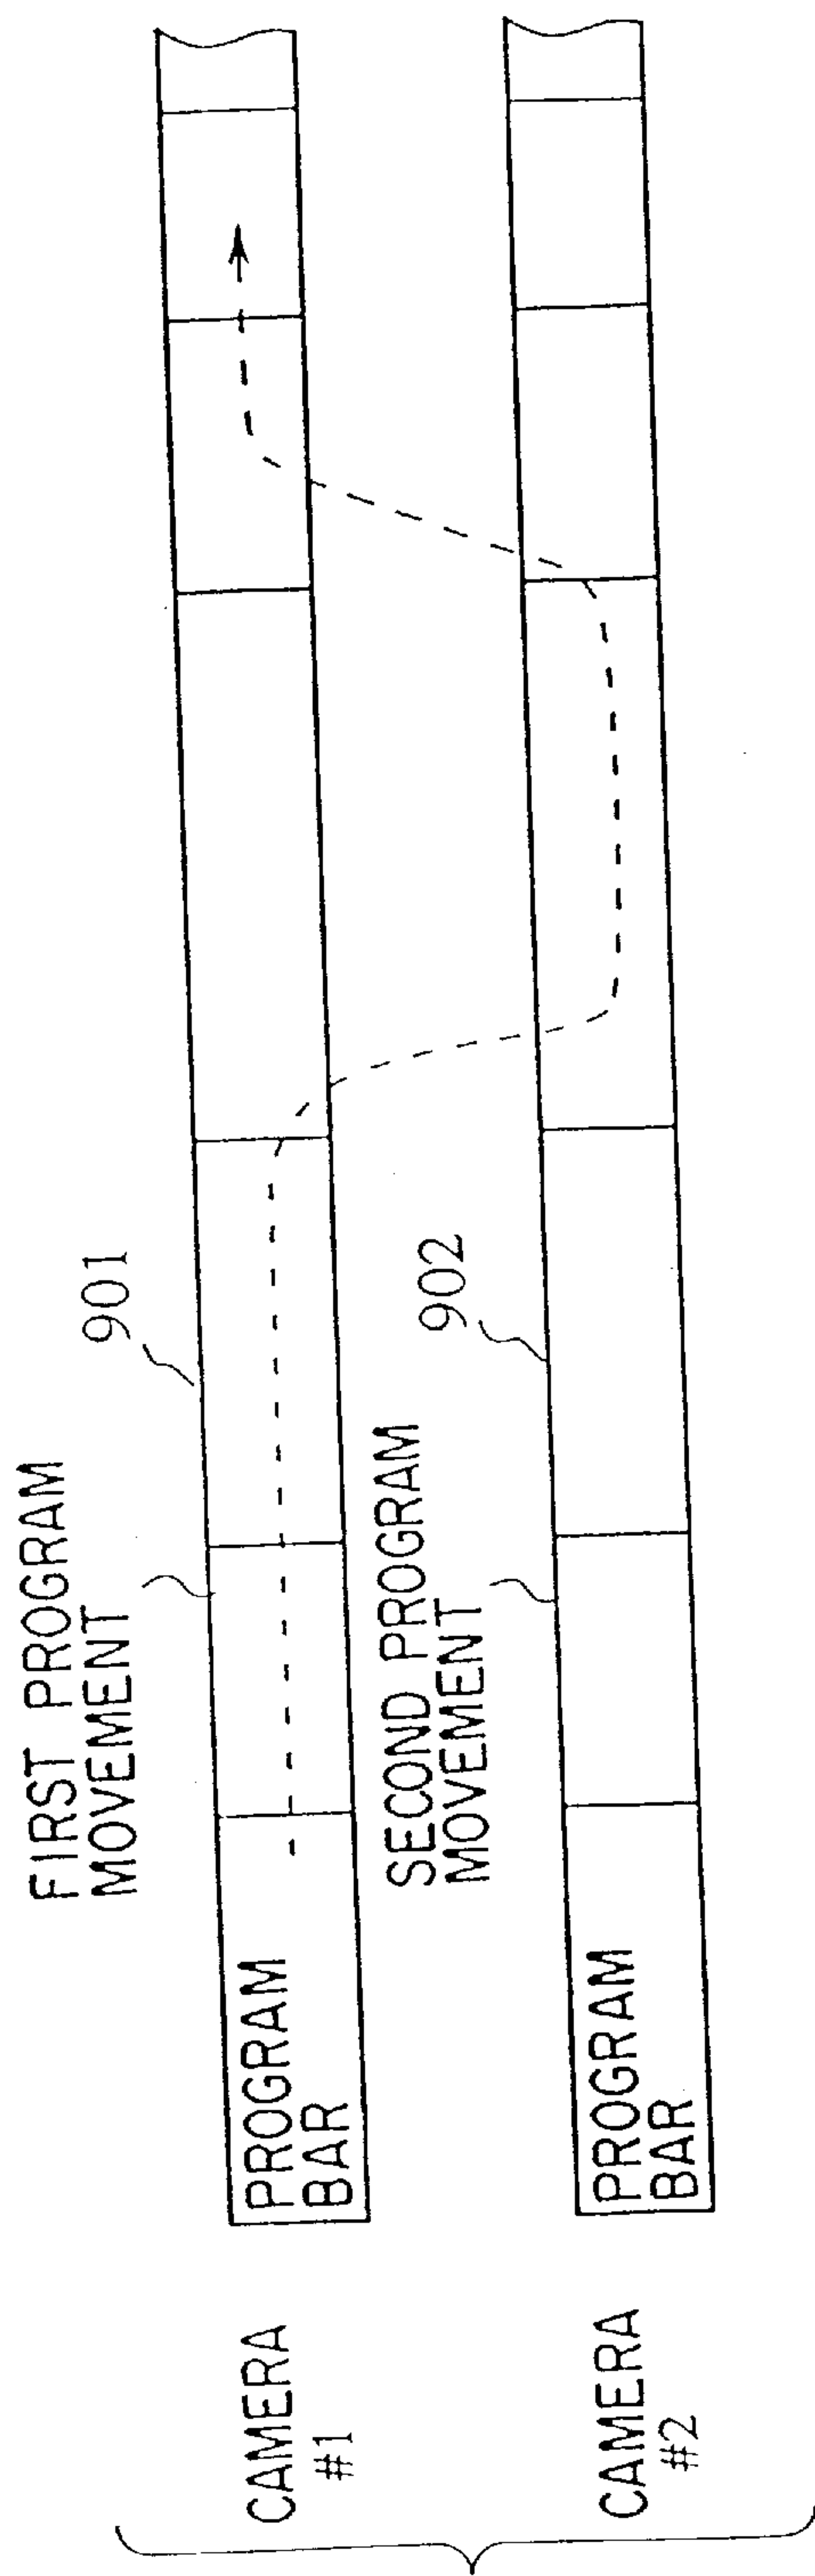 FIRST PROGRAM
MOVEMENT
901
CAMERA
#1
PROGRAM
BAR
SECOND PROGRAM
MOVEMENT
902
CAMERA
#2
PROGRAM
BAR